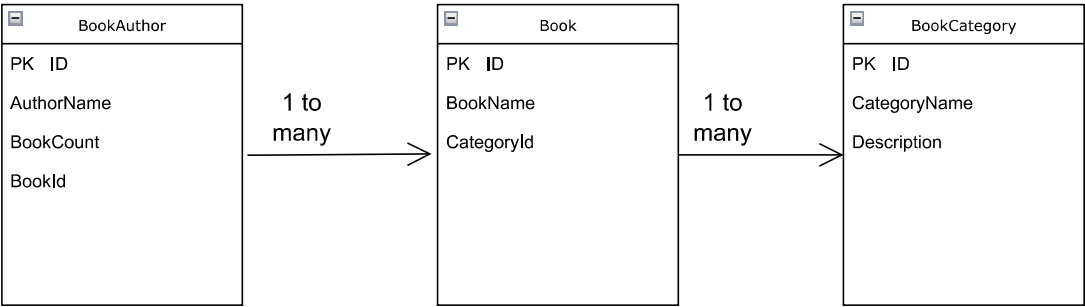 BookAuthor
PK ID
AuthorName
BookCount
BookId
1 to
many
Book
PK ID
BookName
CategoryId
1 to
many
BookCategory
PK ID
CategoryName
Description